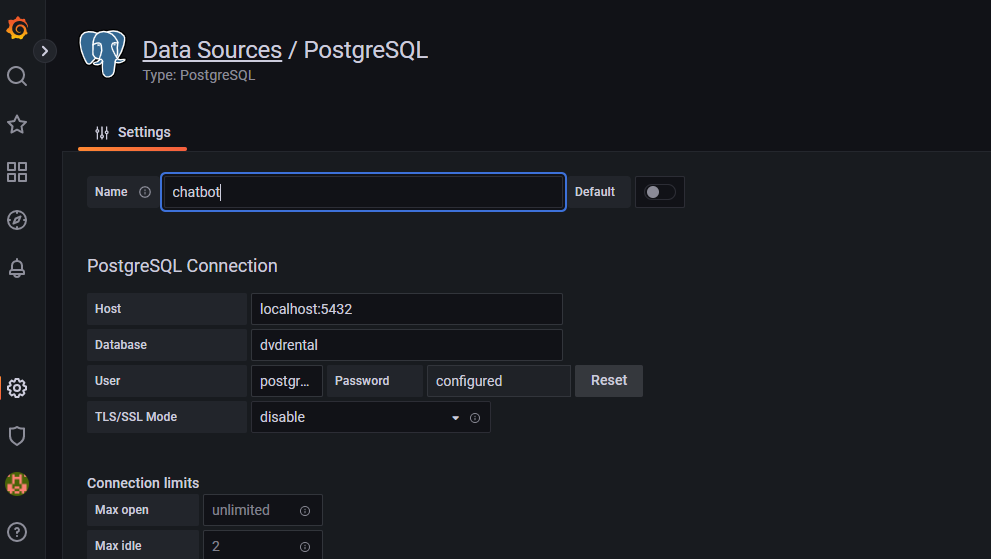 Data Sources / PostgreSQL
Type: PostgreSQL
Settings
Name chatbot Default
PostgreSQL Connection
Host localhost:5432
Database dvdrental
User postgr... Password configured Reset
TLS/SSL Mode disable
Connection limits
Max open unlimited
Max idle 2